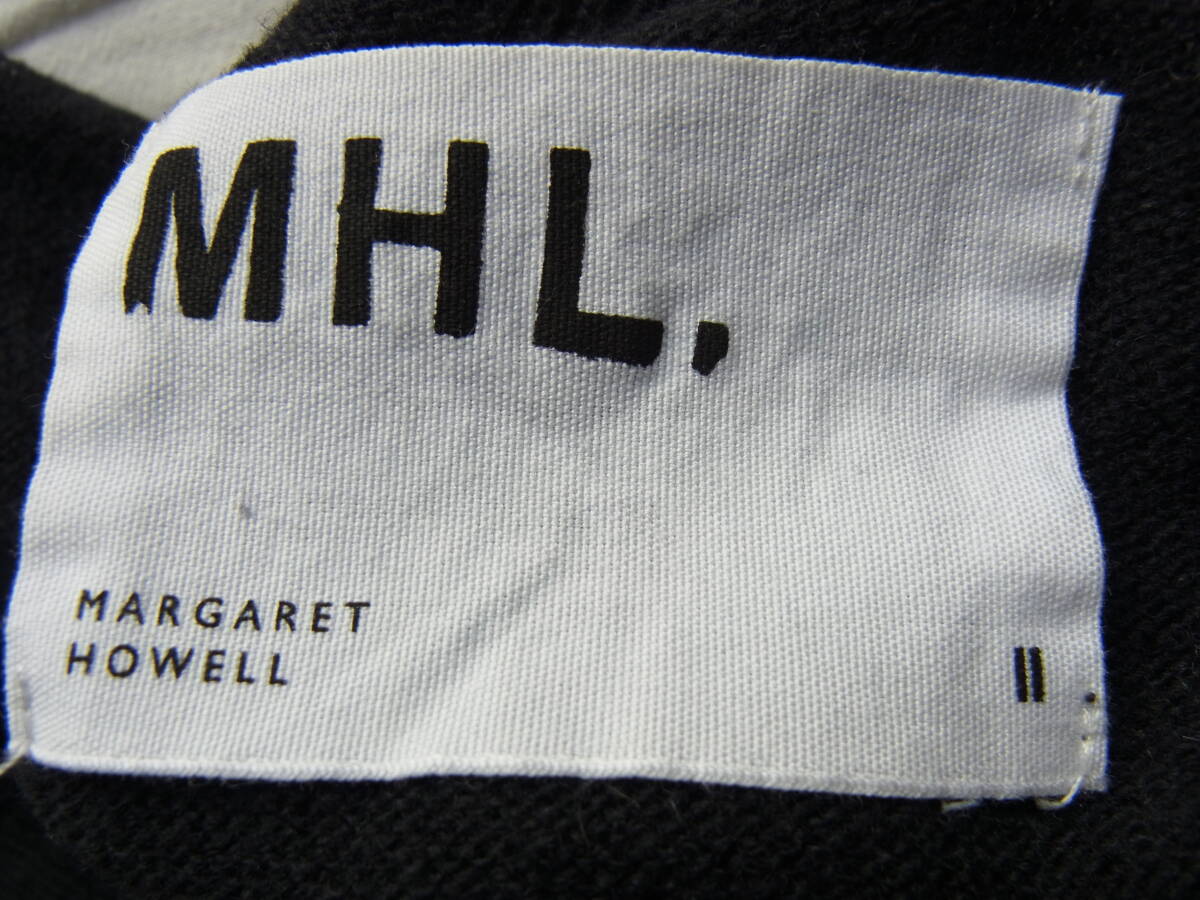 MHL.
MARGARET
HOWELL
II .